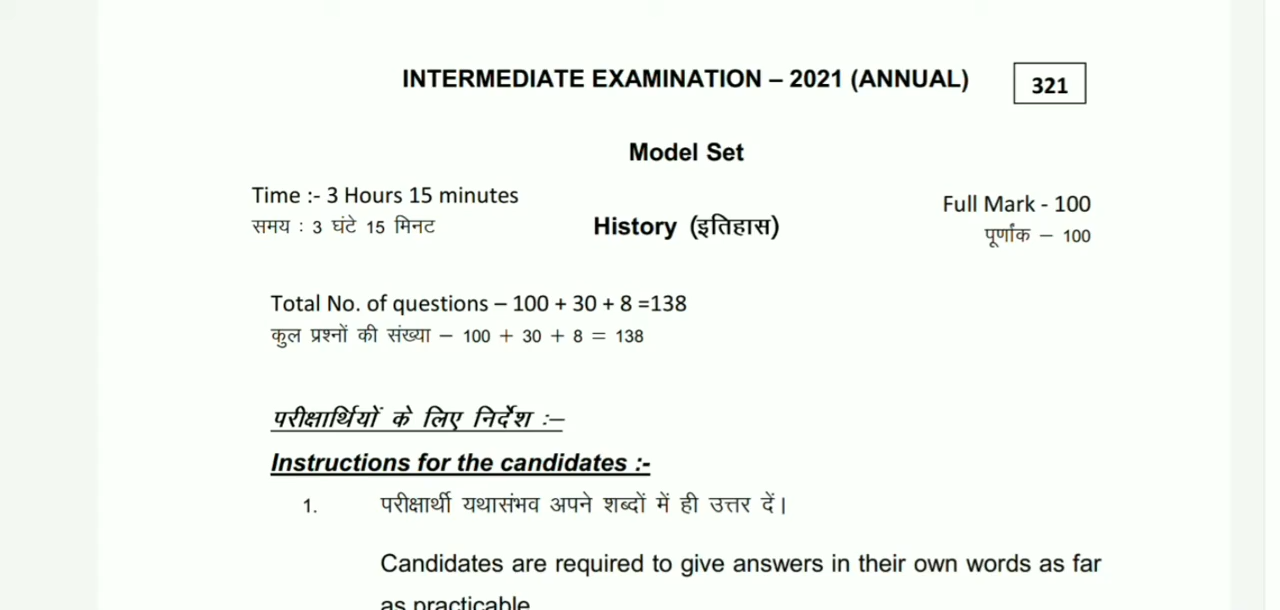 INTERMEDIATE EXAMINATION – 2021 (ANNUAL)
321
Model Set
Time :- 3 Hours 15 minutes
Full Mark - 100
समय : 3 घंटे 15 मिनट
History (इतिहास)
पूर्णांक – 100
Total No. of questions – 100 + 30 + 8 =138
कुल प्रश्नों की संख्या – 100 + 30 + 8 = 138
परीक्षार्थियों के लिए निर्देश :–
Instructions for the candidates :-
1. परीक्षार्थी यथासंभव अपने शब्दों में ही उत्तर दें।
Candidates are required to give answers in their own words as far
as practicable